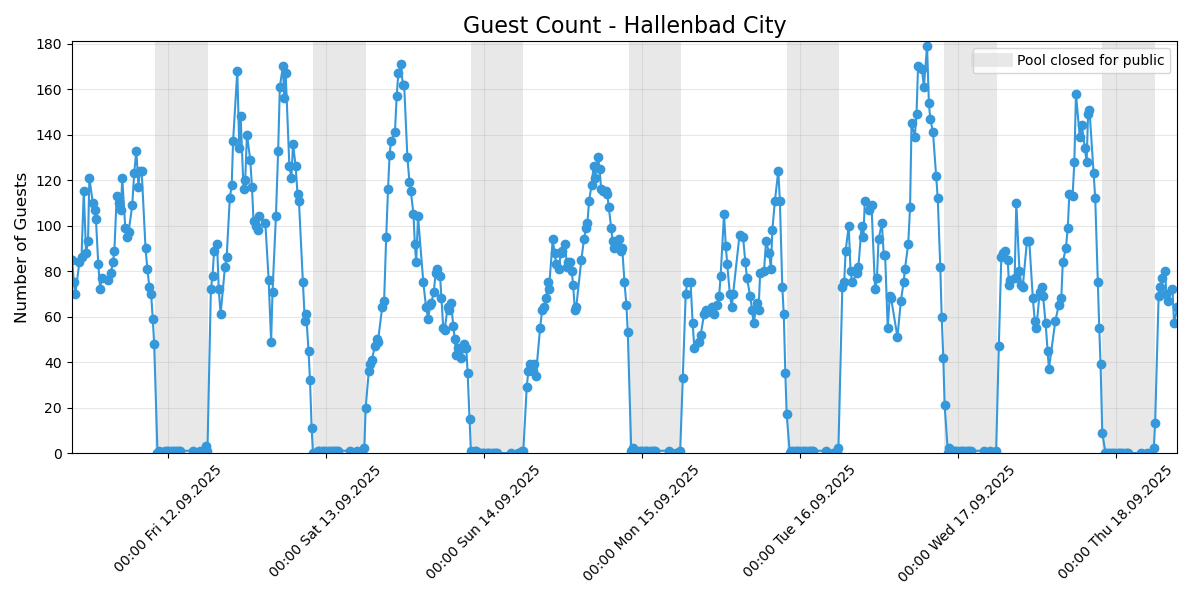 Guest Count - Hallenbad City
Pool closed for public
Number of Guests
180
160
140
120
100
80
60
40
20
0
00:00 Fri 12.09.2025
00:00 Sat 13.09.2025
00:00 Sun 14.09.2025
00:00 Mon 15.09.2025
00:00 Tue 16.09.2025
00:00 Wed 17.09.2025
00:00 Thu 18.09.2025